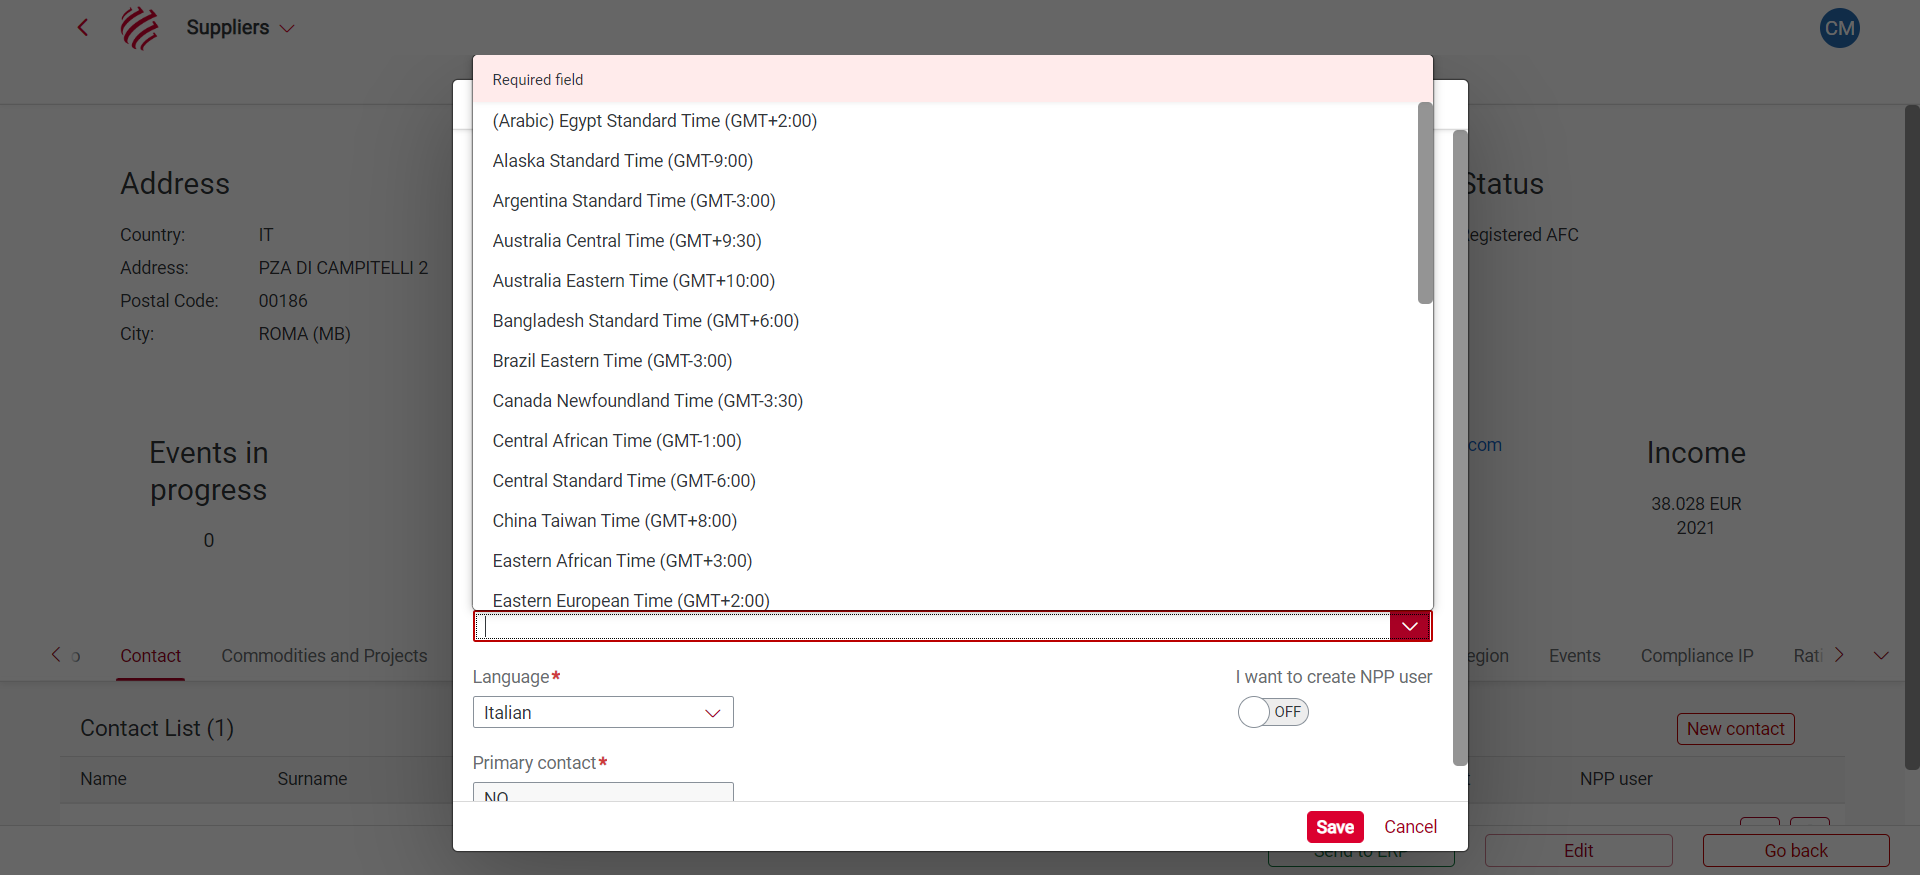 Suppliers
CM
Required field
(Arabic) Egypt Standard Time (GMT+2:00)
Alaska Standard Time (GMT-9:00)
Argentina Standard Time (GMT-3:00)
Australia Central Time (GMT+9:30)
Australia Eastern Time (GMT+10:00)
Bangladesh Standard Time (GMT+6:00)
Brazil Eastern Time (GMT-3:00)
Canada Newfoundland Time (GMT-3:30)
Central African Time (GMT-1:00)
Central Standard Time (GMT-6:00)
China Taiwan Time (GMT+8:00)
Eastern African Time (GMT+3:00)
Eastern European Time (GMT+2:00)
Language*
Italian
I want to create NPP user
OFF
Primary contact*
NO
Save
Cancel
Address
Country: IT
Address: PZA DI CAMPITELLI 2
Postal Code: 00186
City: ROMA (MB)
Status
egistered AFC
Events in
progress
0
com
Income
38.028 EUR
2021
o
Contact
Commodities and Projects
egion
Events
Compliance IP
Rati
Contact List (1)
New contact
Name
Surname
NPP user
Send to ERP
Edit
Go back